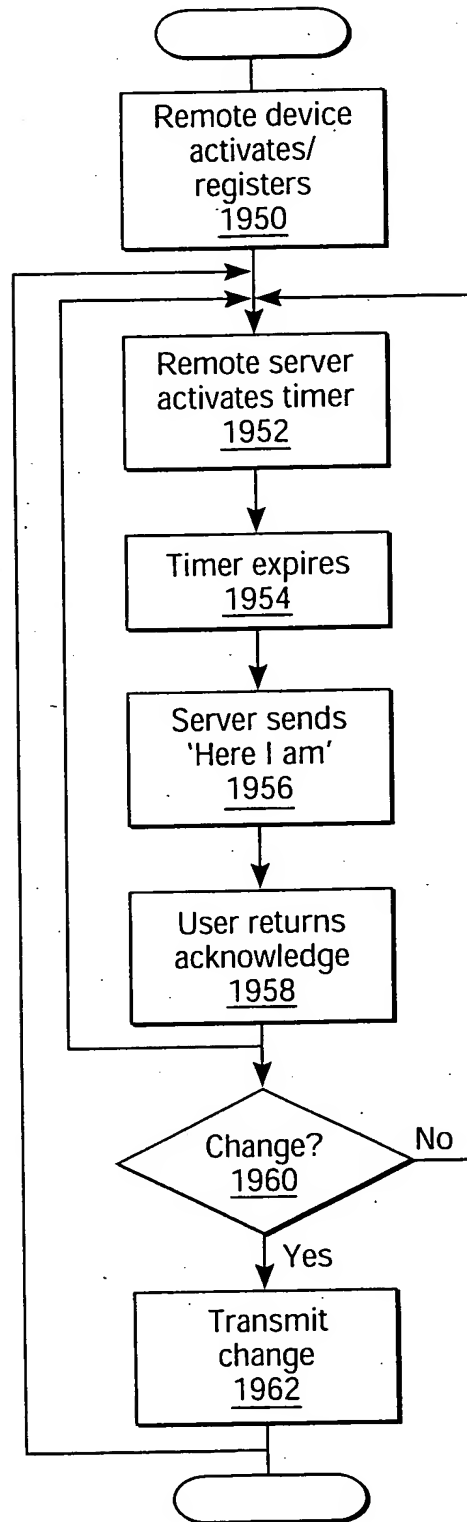 Remote device
activates/
registers
1950
Remote server
activates timer
1952
Timer expires
1954
Server sends
'Here I am'
1956
User returns
acknowledge
1958
Change?
1960
No
Yes
Transmit
change
1962